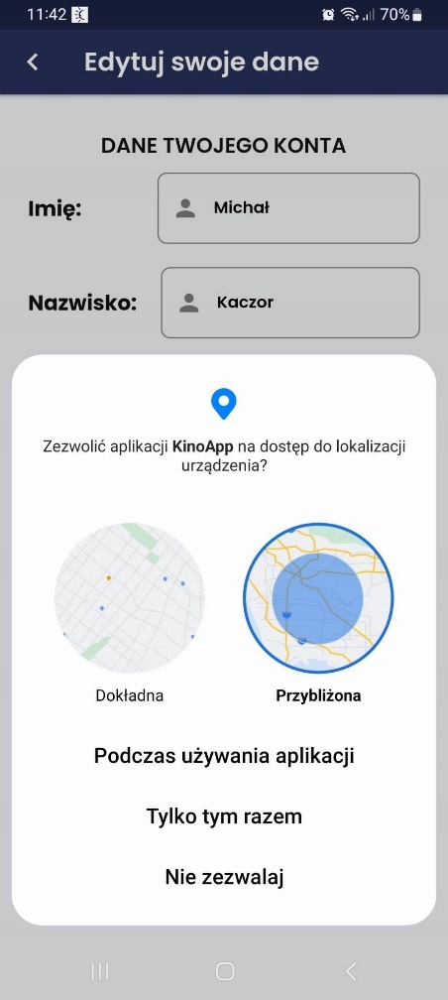 11:42 70%
Edytuj swoje dane
DANE TWOJEGO KONTA
Imię: Michał
Nazwisko: Kaczor
Zezwolić aplikacji KinoApp na dostęp do lokalizacji
urządzenia?
Dokładna Przybliżona
Podczas używania aplikacji
Tylko tym razem
Nie zezwalaj